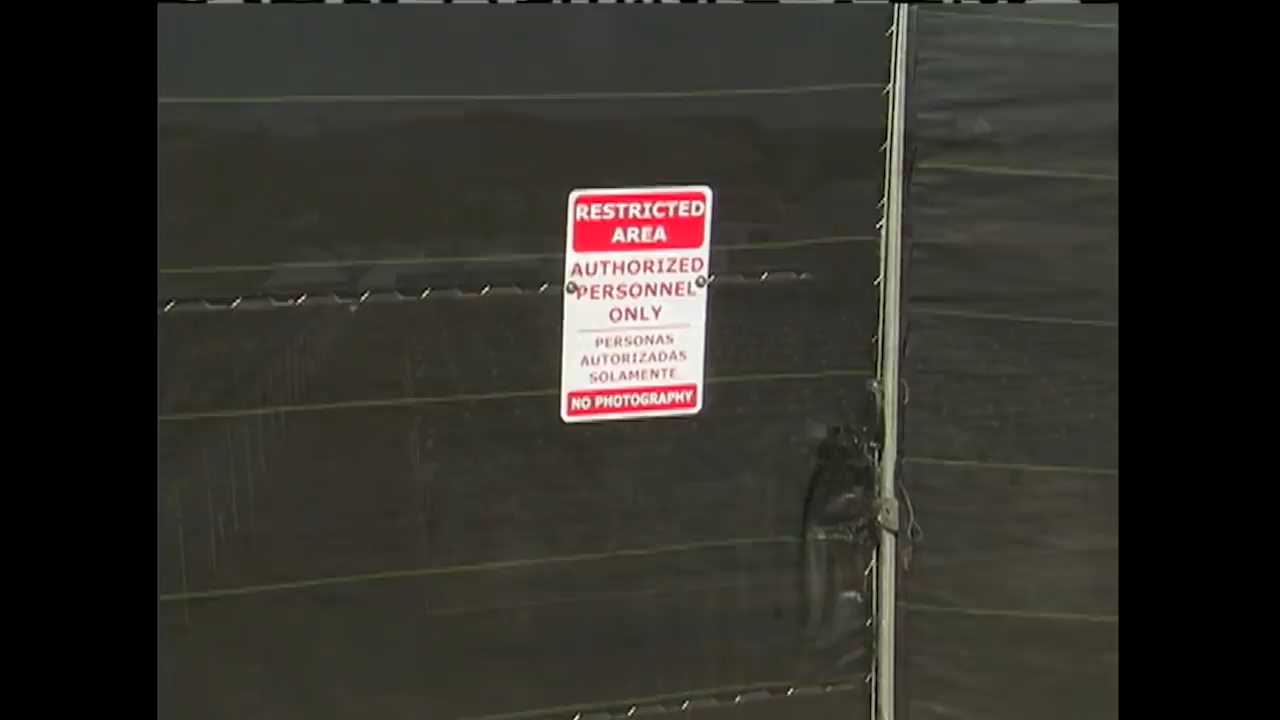 RESTRICTED
AREA
AUTHORIZED
PERSONNEL
ONLY
PERSONAS
AUTORIZADAS
SOLAMENTE
NO PHOTOGRAPHY